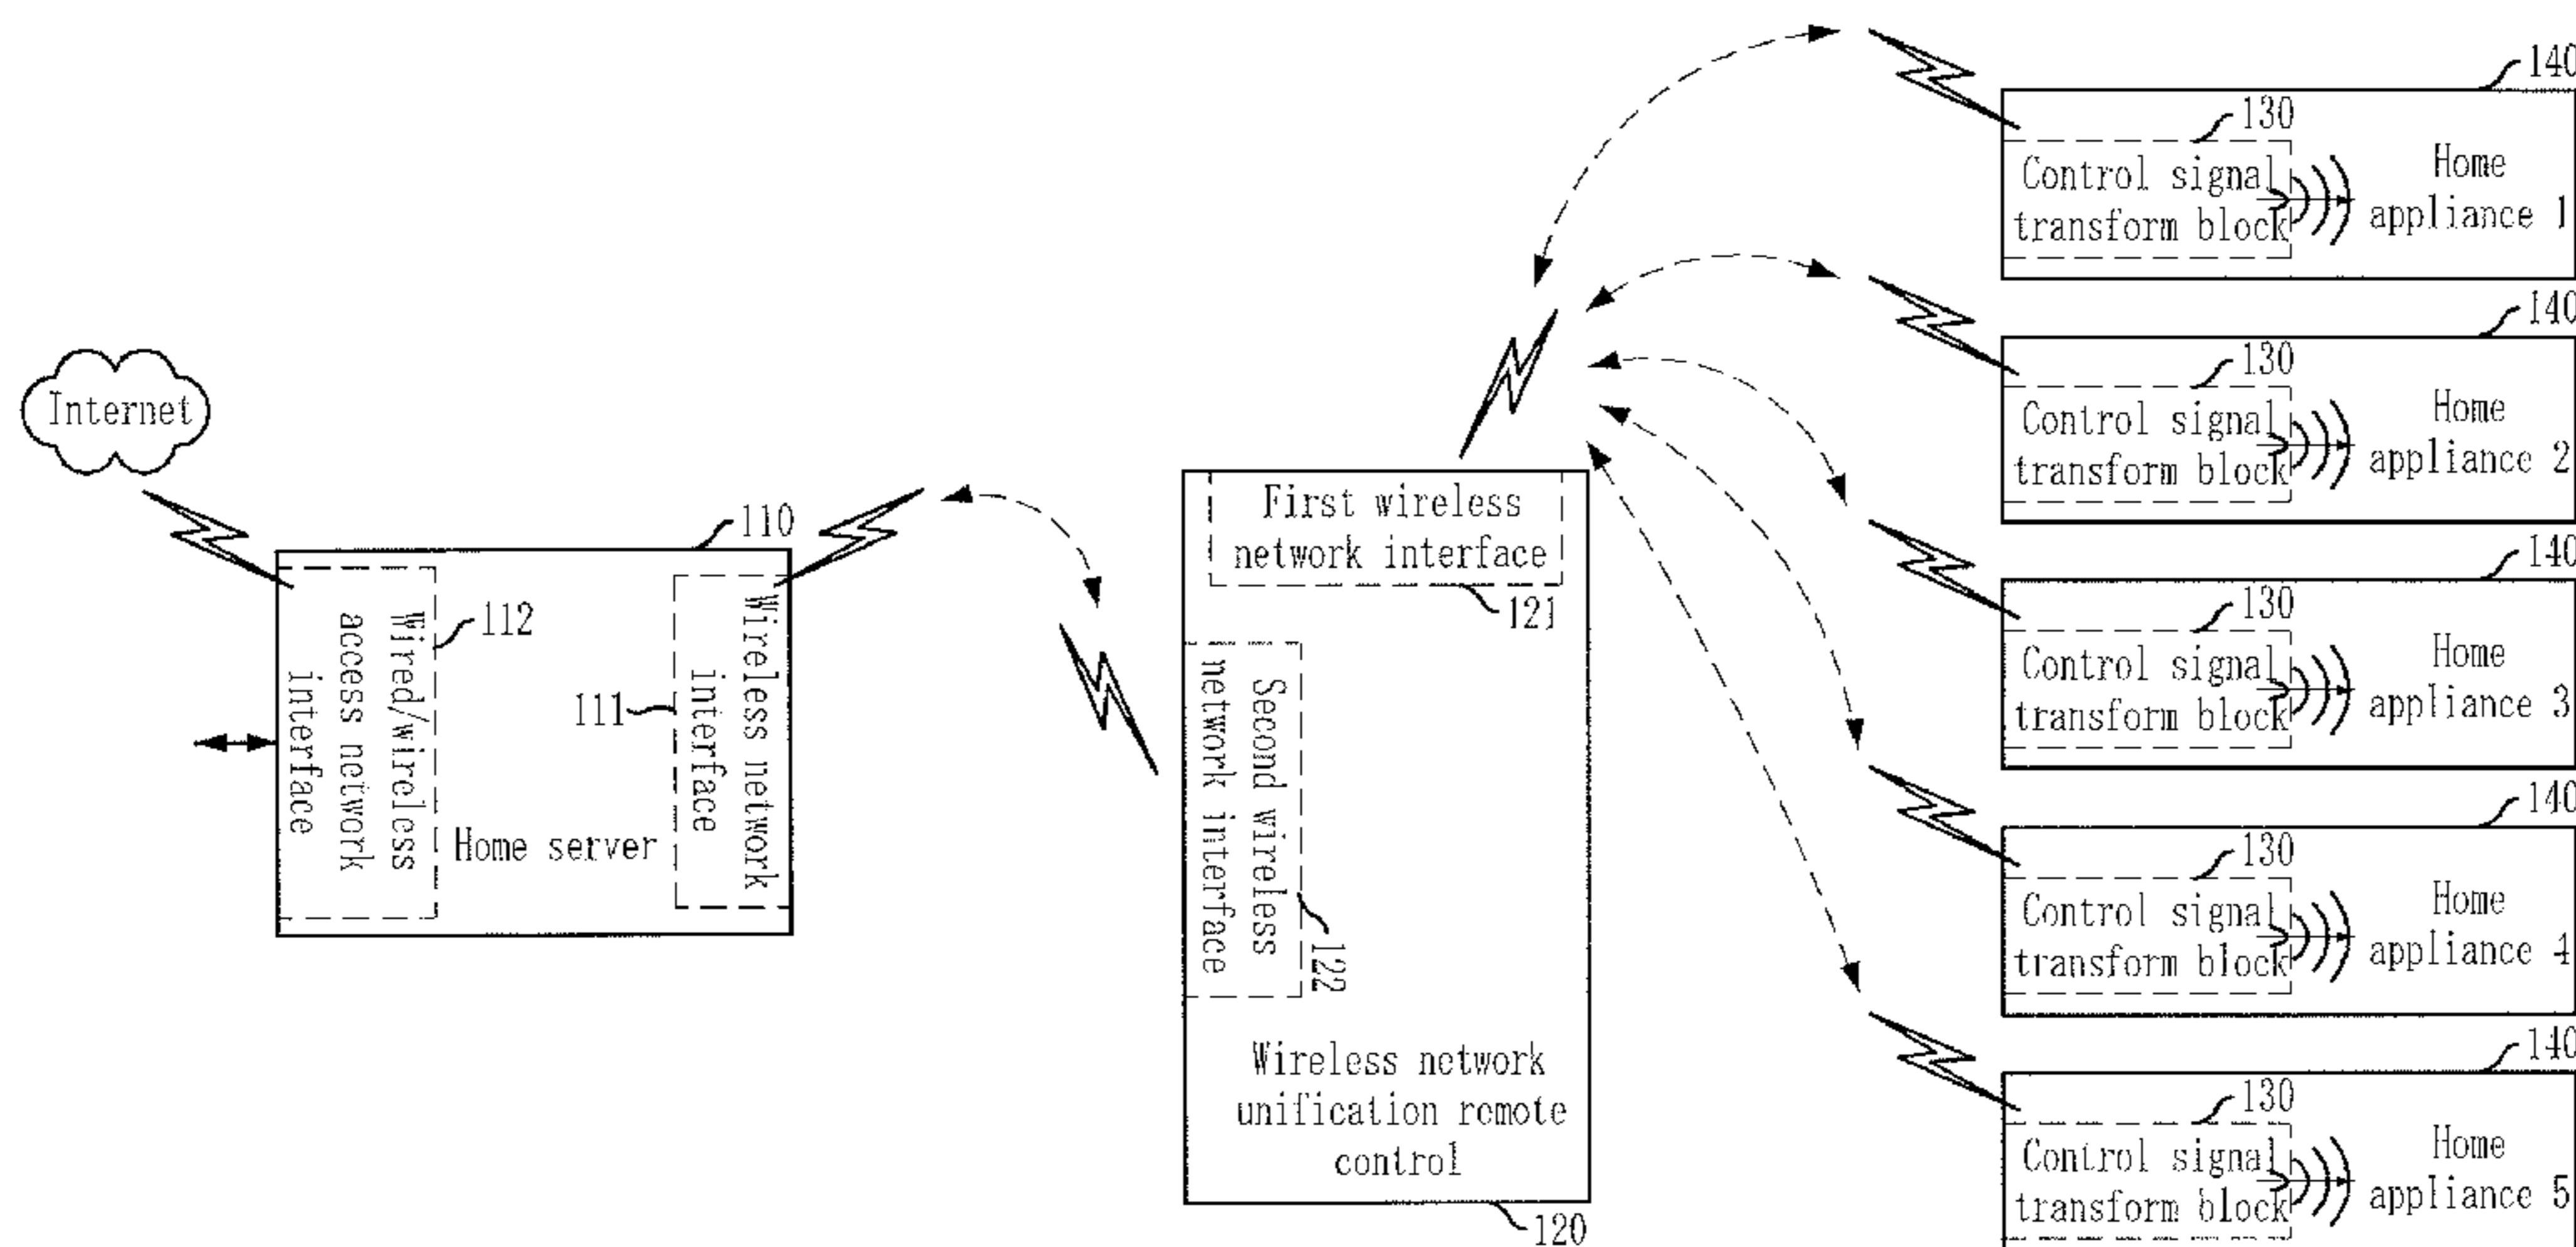 Internet
110
Wired/wireless
access network
interface
112
Home server
111
Wireless network
interface
First wireless
network interface
121
Second wireless
network interface
122
Wireless network
unification remote
control
120
140
130
Control signal
transform block
Home
appliance 1
140
130
Control signal
transform block
Home
appliance 2
140
130
Control signal
transform block
Home
appliance 3
140
130
Control signal
transform block
Home
appliance 4
140
130
Control signal
transform block
Home
appliance 5